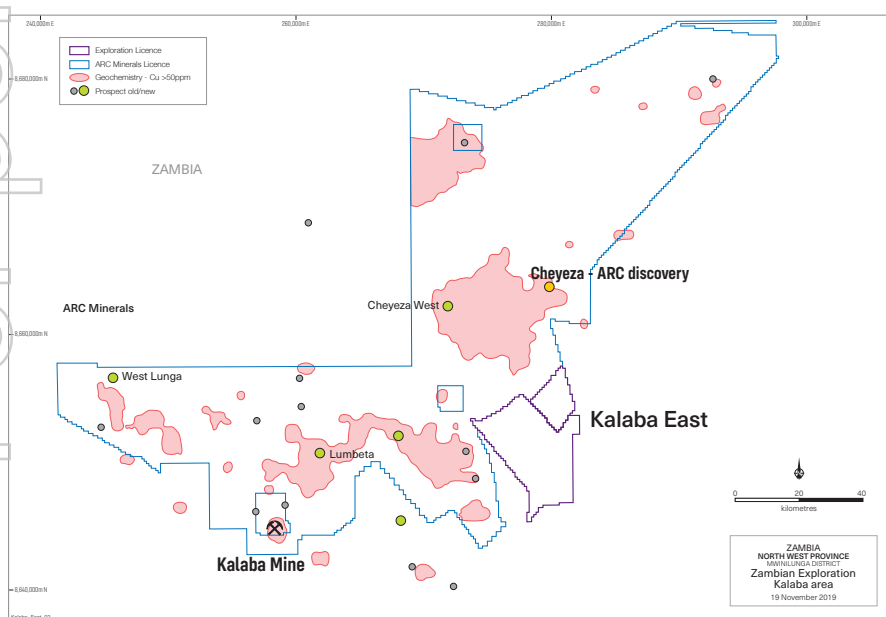 240,000m E
260,000m E
280,000m E
300,000m E
Exploration Licence
ARC Minerals Licence
Geochemistry - Cu >50ppm
Prospect old/new
8,680,000m N
ZAMBIA
Cheyeza - ARC discovery
Cheyeza West
ARC Minerals
8,660,000m N
West Lunga
Kalaba East
Lumbeta
0 20 40
kilometres
Kalaba Mine
ZAMBIA
NORTH WEST PROVINCE
MWINILUNGA DISTRICT
Zambian Exploration
Kalaba area
19 November 2019
8,640,000m N